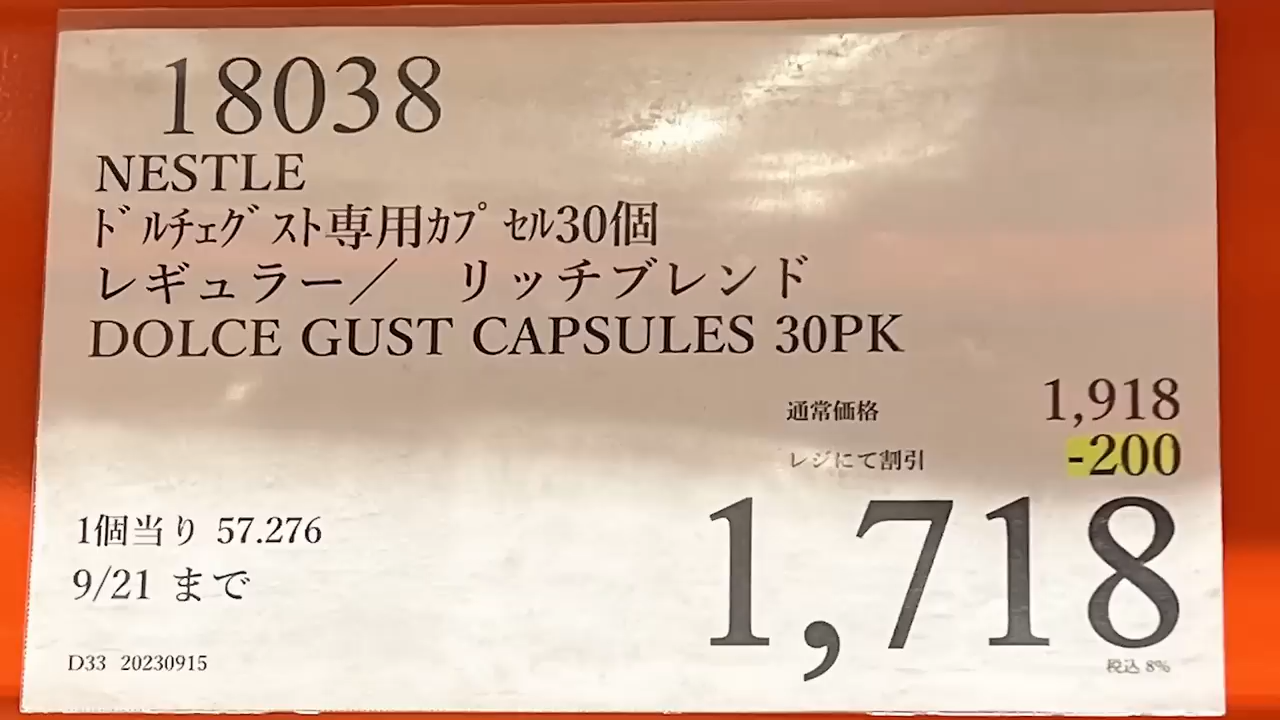 18038
NESTLE
ﾄﾞﾙﾁｪｸﾞｽﾄ専用ｶﾌﾟｾﾙ30個
レギュラー／　リッチブレンド
DOLCE GUST CAPSULES 30PK
通常価格 1,918
レジにて割引 -200
1,718
税込 8%
1個当り 57.276
9/21 まで
D33 20230915